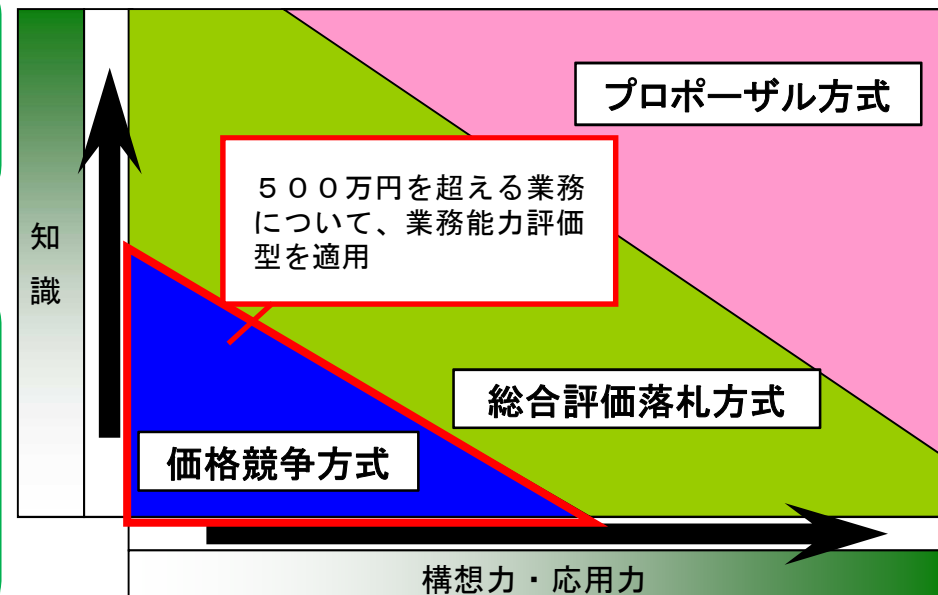 プロポーザル方式
５００万円を超える業務
について、業務能力評価
型を適用
知
識
総合評価落札方式
価格競争方式
構想力・応用力